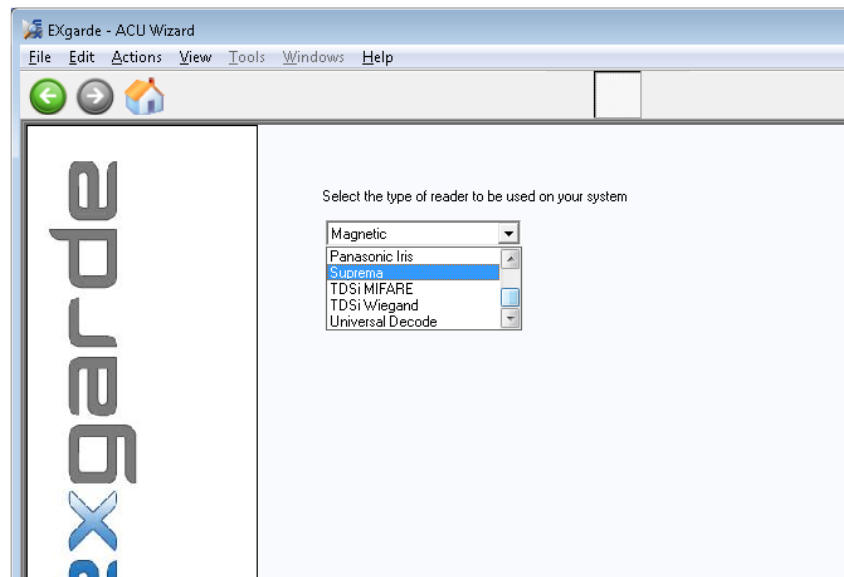 EXgarde - ACU Wizard
File Edit Actions View Tools Windows Help
Select the type of reader to be used on your system
Magnetic
Panasonic Iris
Suprema
TDSi MIFARE
TDSi Wiegand
Universal Decode
exgarde